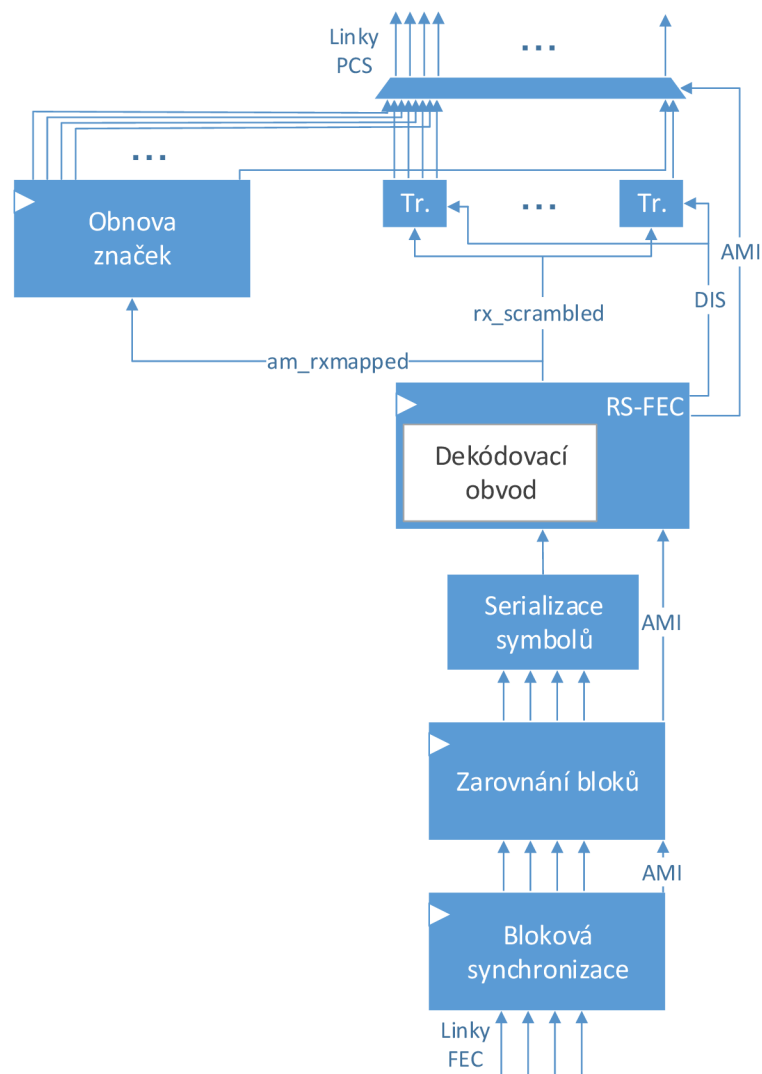 Linky
PCS
...
...
Obnova
značek
Tr.
...
Tr.
AMI
DIS
rx_scrambled
am_rxmapped
RS-FEC
Dekódovací
obvod
Serializace
symbolů
AMI
Zarovnání bloků
AMI
Bloková
synchronizace
Linky
FEC